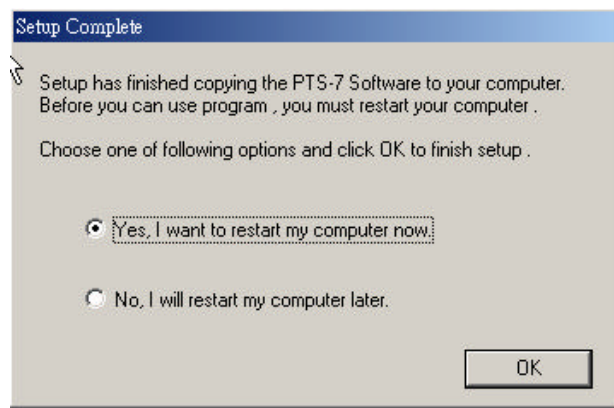 Setup Complete
Setup has finished copying the PTS-7 Software to your computer.
Before you can use program , you must restart your computer .
Choose one of following options and click OK to finish setup .
Yes, I want to restart my computer now.
No, I will restart my computer later.
OK